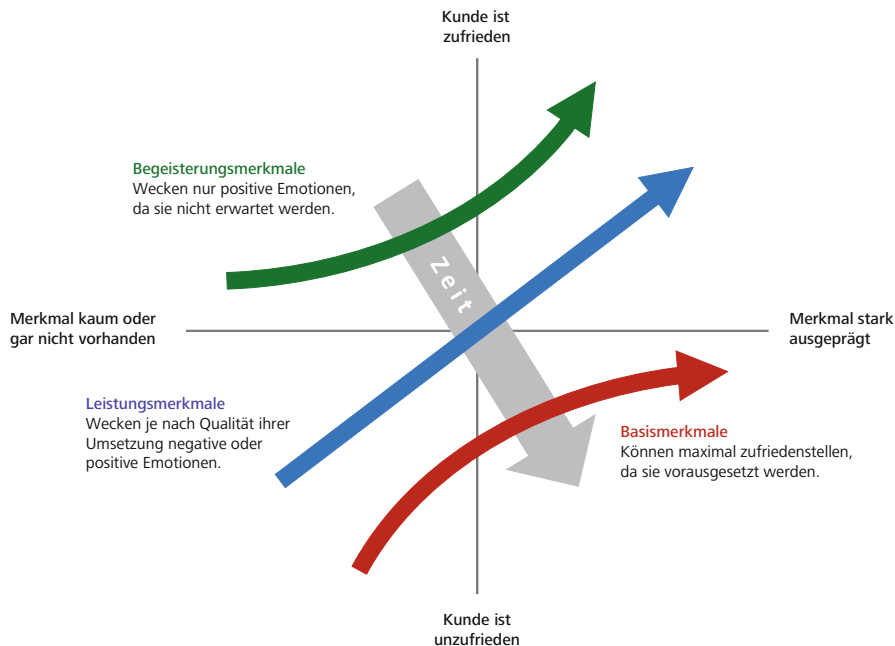 Kunde ist
zufrieden
Begeisterungsmerkmale
Wecken nur positive Emotionen,
da sie nicht erwartet werden.
Zeit
Merkmal kaum oder
gar nicht vorhanden
Merkmal stark
ausgeprägt
Leistungsmerkmale
Wecken je nach Qualität ihrer
Umsetzung negative oder
positive Emotionen.
Basismerkmale
Können maximal zufriedenstellen,
da sie vorausgesetzt werden.
Kunde ist
unzufrieden